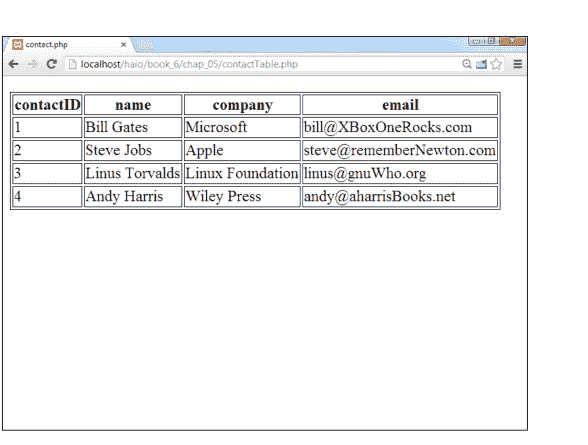 contact.php
localhost/haio/book_6/chap_05/contactTable.php
contactID name company email
1 Bill Gates Microsoft bill@XBoxOneRocks.com
2 Steve Jobs Apple steve@rememberNewton.com
3 Linus Torvalds Linux Foundation linus@gnuWho.org
4 Andy Harris Wiley Press andy@aharrisBooks.net